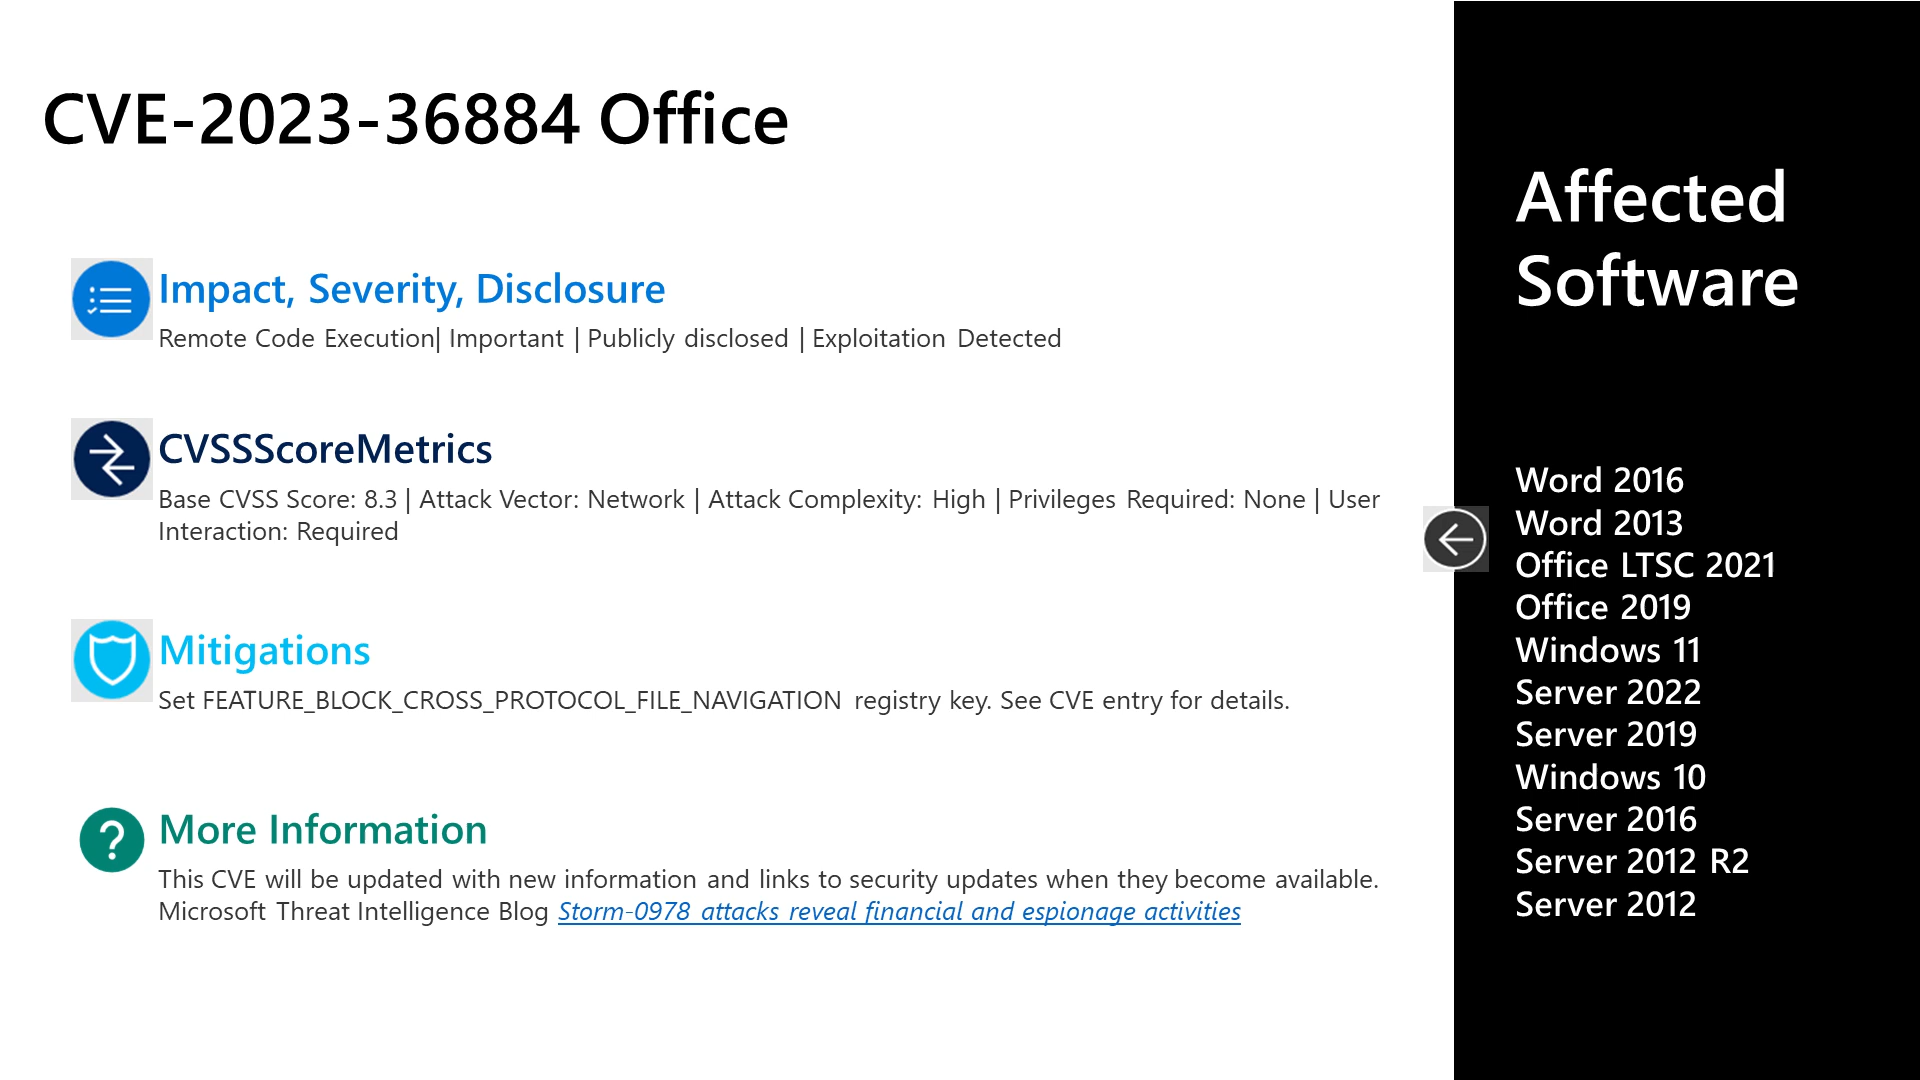 CVE-2023-36884 Office
Impact, Severity, Disclosure
Remote Code Execution| Important | Publicly disclosed | Exploitation Detected
CVSSScoreMetrics
Base CVSS Score: 8.3 | Attack Vector: Network | Attack Complexity: High | Privileges Required: None | User
Interaction: Required
Mitigations
Set FEATURE_BLOCK_CROSS_PROTOCOL_FILE_NAVIGATION registry key. See CVE entry for details.
More Information
This CVE will be updated with new information and links to security updates when they become available.
Microsoft Threat Intelligence Blog Storm-0978 attacks reveal financial and espionage activities
Affected
Software
Word 2016
Word 2013
Office LTSC 2021
Office 2019
Windows 11
Server 2022
Server 2019
Windows 10
Server 2016
Server 2012 R2
Server 2012